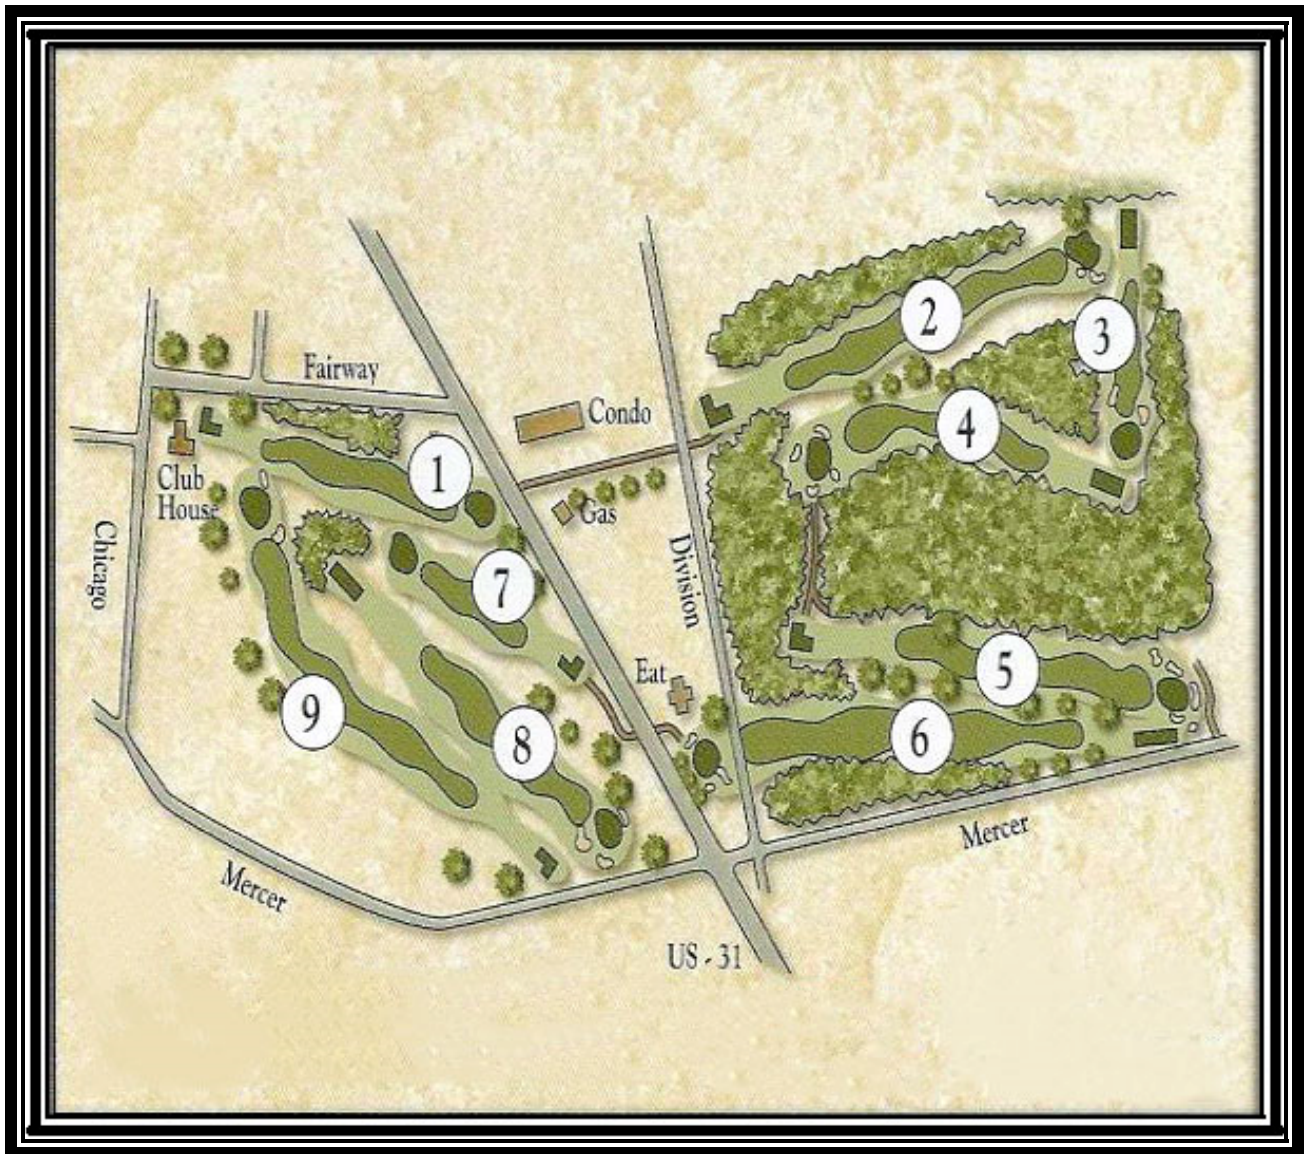 2
3
Fairway
Condo
4
1
Club
House
Gas
Chicago
Division
7
Eat
5
9
8
6
Mercer
Mercer
US - 31